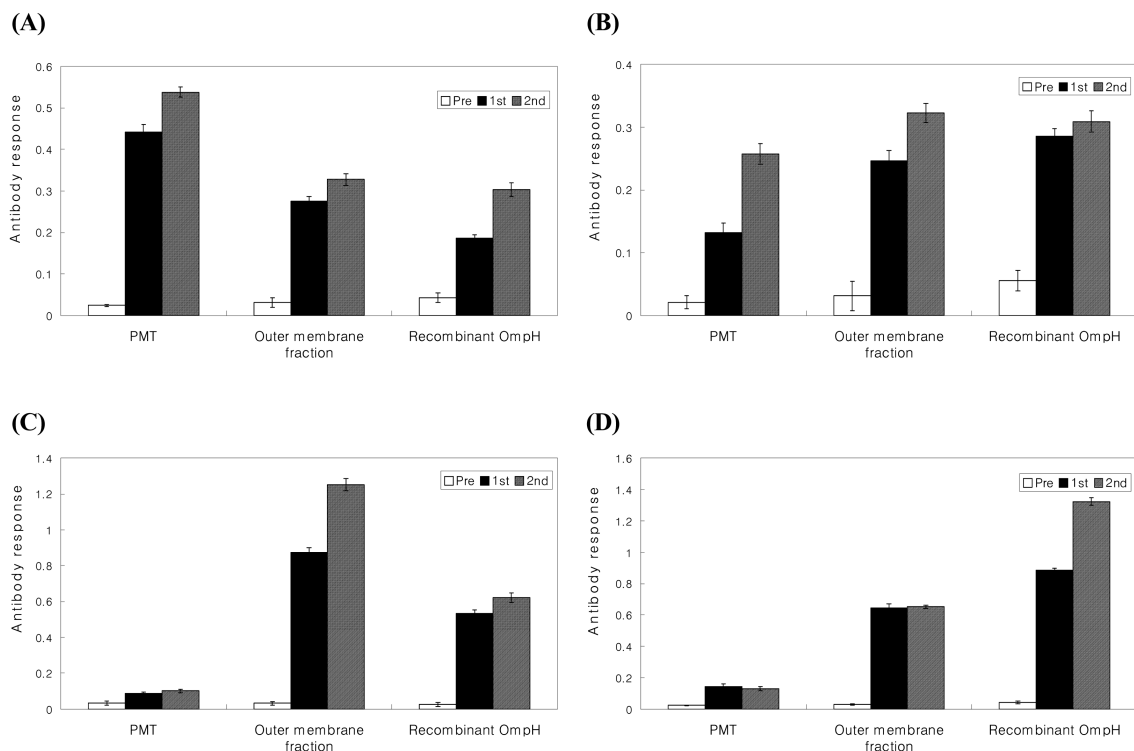 (A)
Antibody response
0.6
0.5
0.4
0.3
0.2
0.1
0
Pre 1st 2nd
PMT
Outer membrane
fraction
Recombinant OmpH
(B)
Antibody response
0.4
0.3
0.2
0.1
0
Pre 1st 2nd
PMT
Outer membrane
fraction
Recombinant OmpH
(C)
Antibody response
1.4
1.2
1
0.8
0.6
0.4
0.2
0
Pre 1st 2nd
PMT
Outer membrane
fraction
Recombinant OmpH
(D)
Antibody response
1.6
1.4
1.2
1
0.8
0.6
0.4
0.2
0
Pre 1st 2nd
PMT
Outer membrane
fraction
Recombinant OmpH